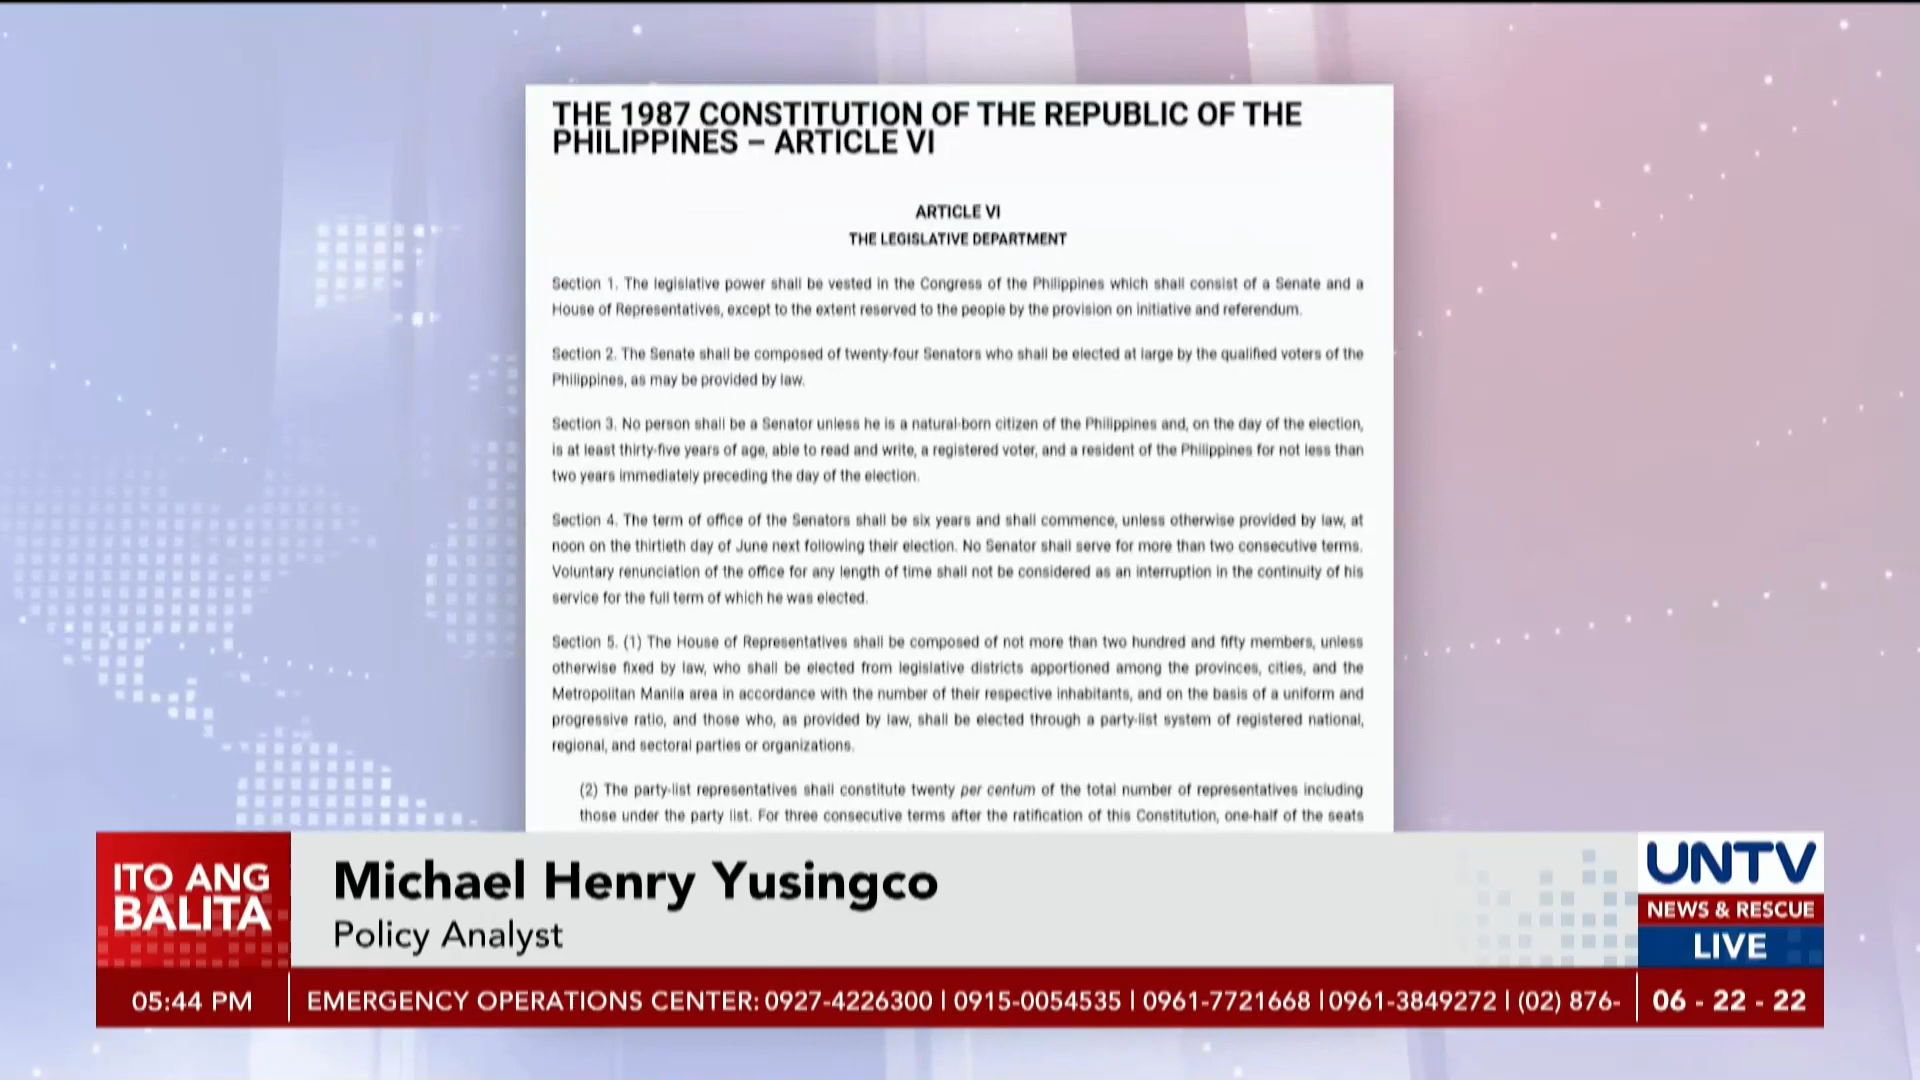 THE 1987 CONSTITUTION OF THE REPUBLIC OF THE
PHILIPPINES – ARTICLE VI
ARTICLE VI
THE LEGISLATIVE DEPARTMENT
Section 1. The legislative power shall be vested in the Congress of the Philippines which shall consist of a Senate and a
House of Representatives, except to the extent reserved to the people by the provision on initiative and referendum.
Section 2. The Senate shall be composed of twenty-four Senators who shall be elected at large by the qualified voters of the
Philippines, as may be provided by law.
Section 3. No person shall be a Senator unless he is a natural-born citizen of the Philippines and, on the day of the election,
is at least thirty-five years of age, able to read and write, a registered voter, and a resident of the Philippines for not less than
two years immediately preceding the day of the election.
Section 4. The term of office of the Senators shall be six years and shall commence, unless otherwise provided by law, at
noon on the thirtieth day of June next following their election. No Senator shall serve for more than two consecutive terms.
Voluntary renunciation of the office for any length of time shall not be considered as an interruption in the continuity of his
service for the full term of which he was elected.
Section 5. (1) The House of Representatives shall be composed of not more than two hundred and fifty members, unless
otherwise fixed by law, who shall be elected from legislative districts apportioned among the provinces, cities, and the
Metropolitan Manila area in accordance with the number of their respective inhabitants, and on the basis of a uniform and
progressive ratio, and those who, as provided by law, shall be elected through a party-list system of registered national,
regional, and sectoral parties or organizations.
(2) The party-list representatives shall constitute twenty per centum of the total number of representatives including
those under the party list. For three consecutive terms after the ratification of this Constitution, one-half of the seats
ITO ANG
BALITA
Michael Henry Yusingco
Policy Analyst
UNTV
NEWS & RESCUE
LIVE
05:44 PM
EMERGENCY OPERATIONS CENTER: 0927-4226300 | 0915-0054535 | 0961-7721668 |0961-3849272 | (02) 876-
06 - 22 - 22